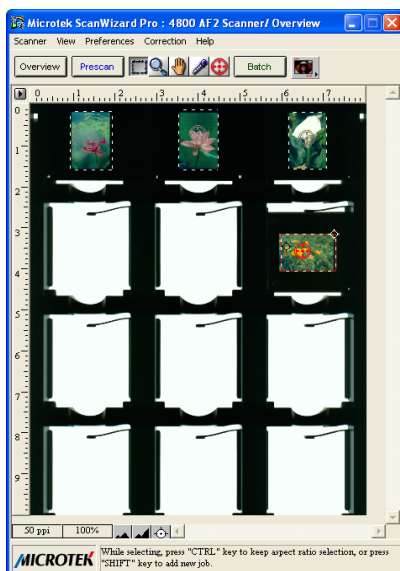 Microtek ScanWizard Pro : 4800 AF2 Scanner/ Overview
Scanner View Preferences Correction Help
Overview Prescan Batch
0 1 2 3 4 5 6 7
0
1
2
3
4
5
6
7
8
9
50 ppi 100%
MICROTEK
While selecting, press "CTRL" key to keep aspect ratio selection, or press
"SHIFT" key to add new job.